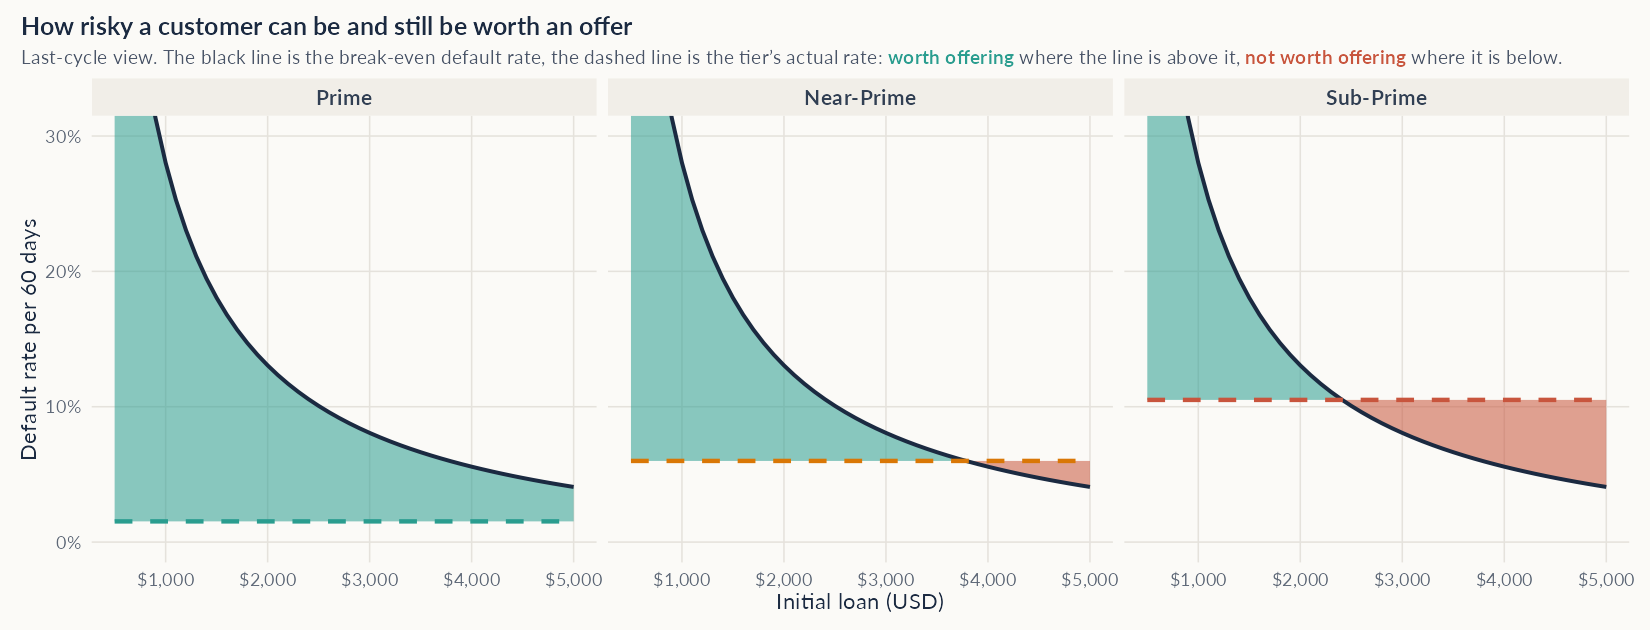 How risky a customer can be and still be worth an offer
Last-cycle view. The black line is the break-even default rate, the dashed line is the tier’s actual rate: worth offering where the line is above it, not worth offering where it is below.
Prime
Near-Prime
Sub-Prime
Default rate per 60 days
30%
20%
10%
0%
$1,000 $2,000 $3,000 $4,000 $5,000
$1,000 $2,000 $3,000 $4,000 $5,000
$1,000 $2,000 $3,000 $4,000 $5,000
Initial loan (USD)